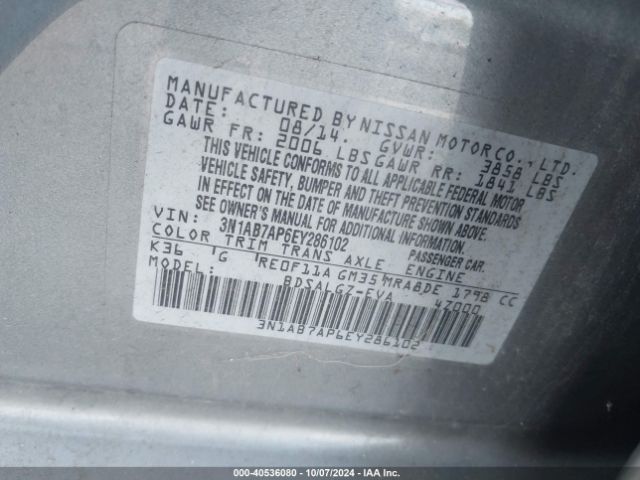 MANUFACTURED BY NISSAN MOTOR CO., LTD.
DATE: 08/14. GVWR: 3858 LBS
GAWR FR: 2006 LBS GAWR RR: 1841 LBS
THIS VEHICLE CONFORMS TO ALL APPLICABLE FEDERAL MOTOR
VEHICLE SAFETY, BUMPER AND THEFT PREVENTION STANDARDS
IN EFFECT ON THE DATE OF MANUFACTURE SHOWN ABOVE.
SEE OWNER'S MANUAL FOR ADDITIONAL INFORMATION.
VIN: 3N1AB7AP6EY286102 PASSENGER CAR.
COLOR TRIM TRANS AXLE ENGINE
K36 G RE0F11A GM35 MRA8DE 1798 CC
MODEL: BDSALGZ-EVA 4Z000
3N1AB7AP6EY286102
000-40536080 - 10/07/2024 - IAA Inc.